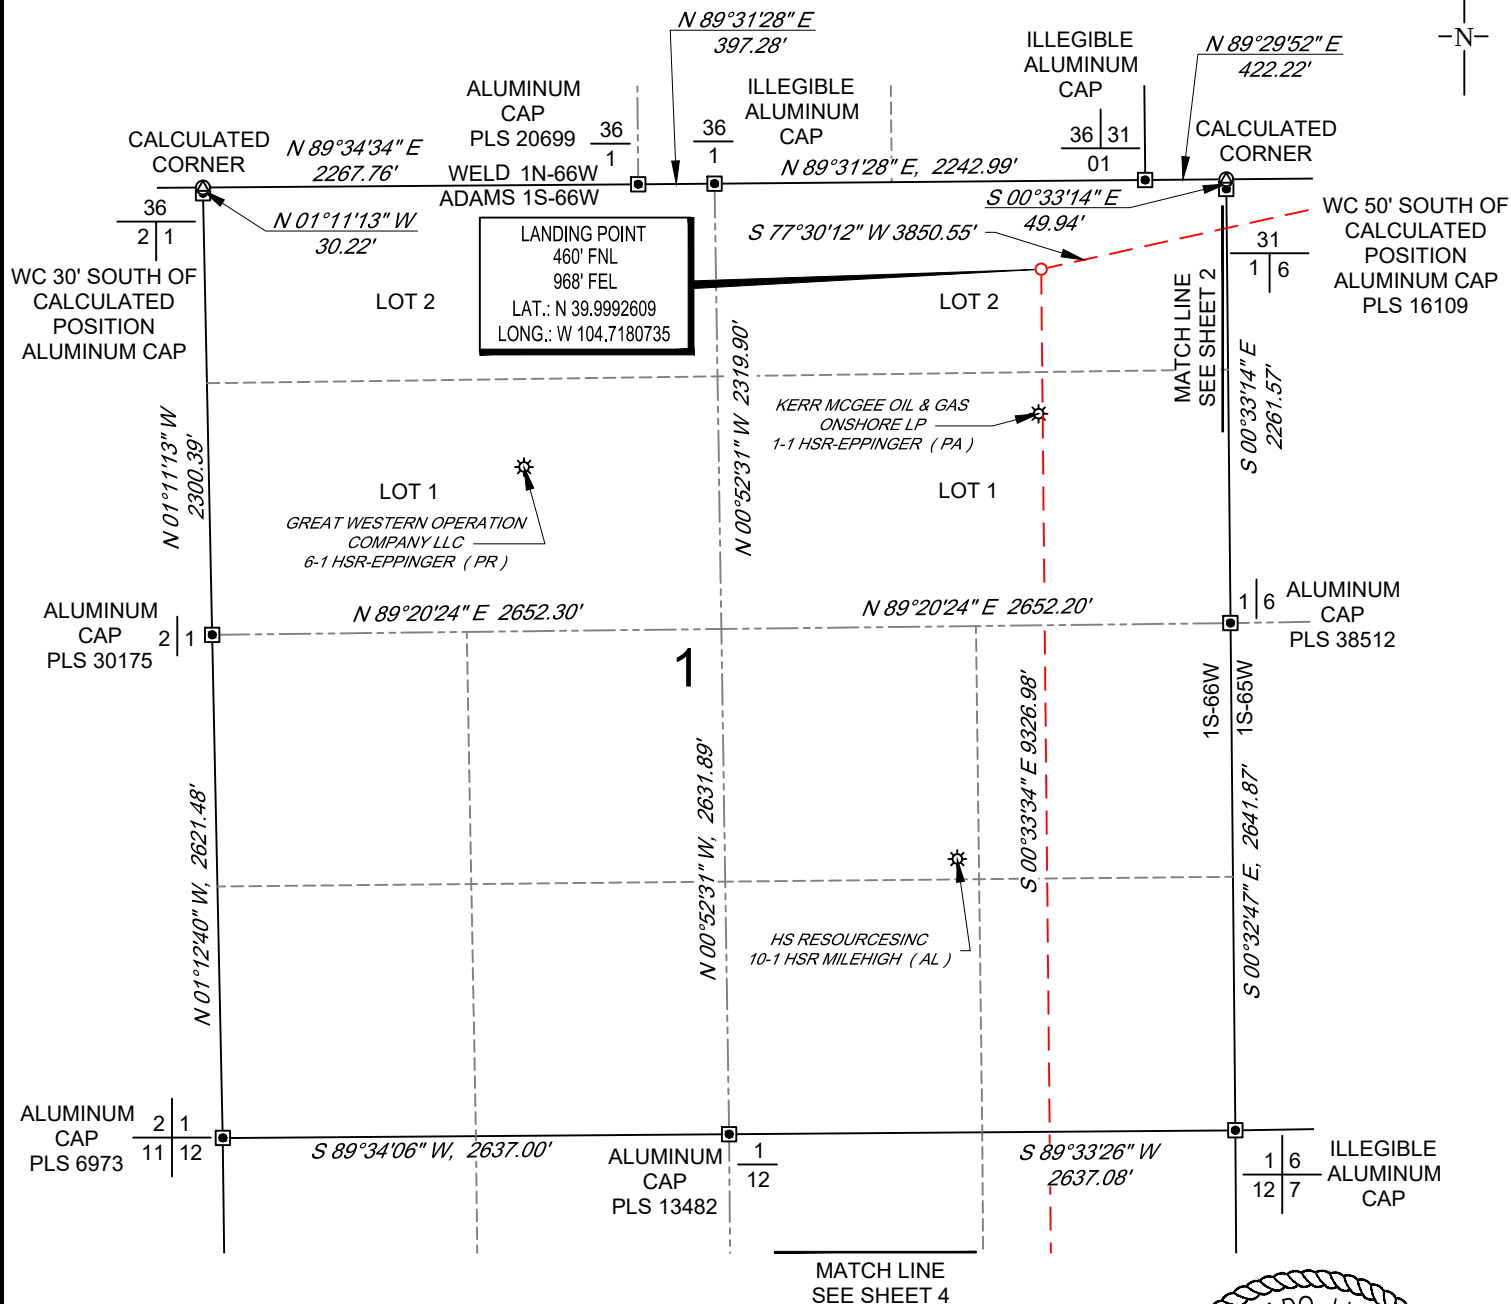 N 89°31'28" E
397.28'
N
ILLEGIBLE
ALUMINUM
CAP
N 89°29'52" E
422.22'
ALUMINUM
CAP
PLS 20699
36
1
36
1
ILLEGIBLE
ALUMINUM
CAP
36 31
01
CALCULATED
CORNER
CALCULATED
CORNER
N 89°34'34" E
2267.76'
WELD 1N-66W
ADAMS 1S-66W
N 89°31'28" E, 2242.99'
S 00°33'14" E
49.94'
36
2 1
N 01°11'13" W
30.22'
WC 30' SOUTH OF
CALCULATED
POSITION
ALUMINUM CAP
LANDING POINT
460' FNL
968' FEL
LAT.: N 39.9992609
LONG.: W 104.7180735
S 77°30'12" W 3850.55'
31
1 6
WC 50' SOUTH OF
CALCULATED
POSITION
ALUMINUM CAP
PLS 16109
LOT 2
LOT 2
MATCH LINE
SEE SHEET 2
N 01°11'13" W
2300.39'
N 00°52'31" W 2319.90'
S 00°33'14" E
2261.57'
KERR MCGEE OIL & GAS
ONSHORE LP
1-1 HSR-EPPINGER ( PA )
LOT 1
LOT 1
GREAT WESTERN OPERATION
COMPANY LLC
6-1 HSR-EPPINGER ( PR )
ALUMINUM
CAP
PLS 30175
2 1
N 89°20'24" E 2652.30'
N 89°20'24" E 2652.20'
1 6
ALUMINUM
CAP
PLS 38512
1
1S-66W
1S-65W
N 01°12'40" W, 2621.48'
N 00°52'31" W, 2631.89'
S 00°33'34" E 9326.98'
S 00°32'47" E, 2641.87'
HS RESOURCESINC
10-1 HSR MILEHIGH ( AL )
ALUMINUM
CAP
PLS 6973
2 1
11 12
S 89°34'06" W, 2637.00'
ALUMINUM
CAP
PLS 13482
1
12
S 89°33'26" W
2637.08'
1 6
12 7
ILLEGIBLE
ALUMINUM
CAP
MATCH LINE
SEE SHEET 4